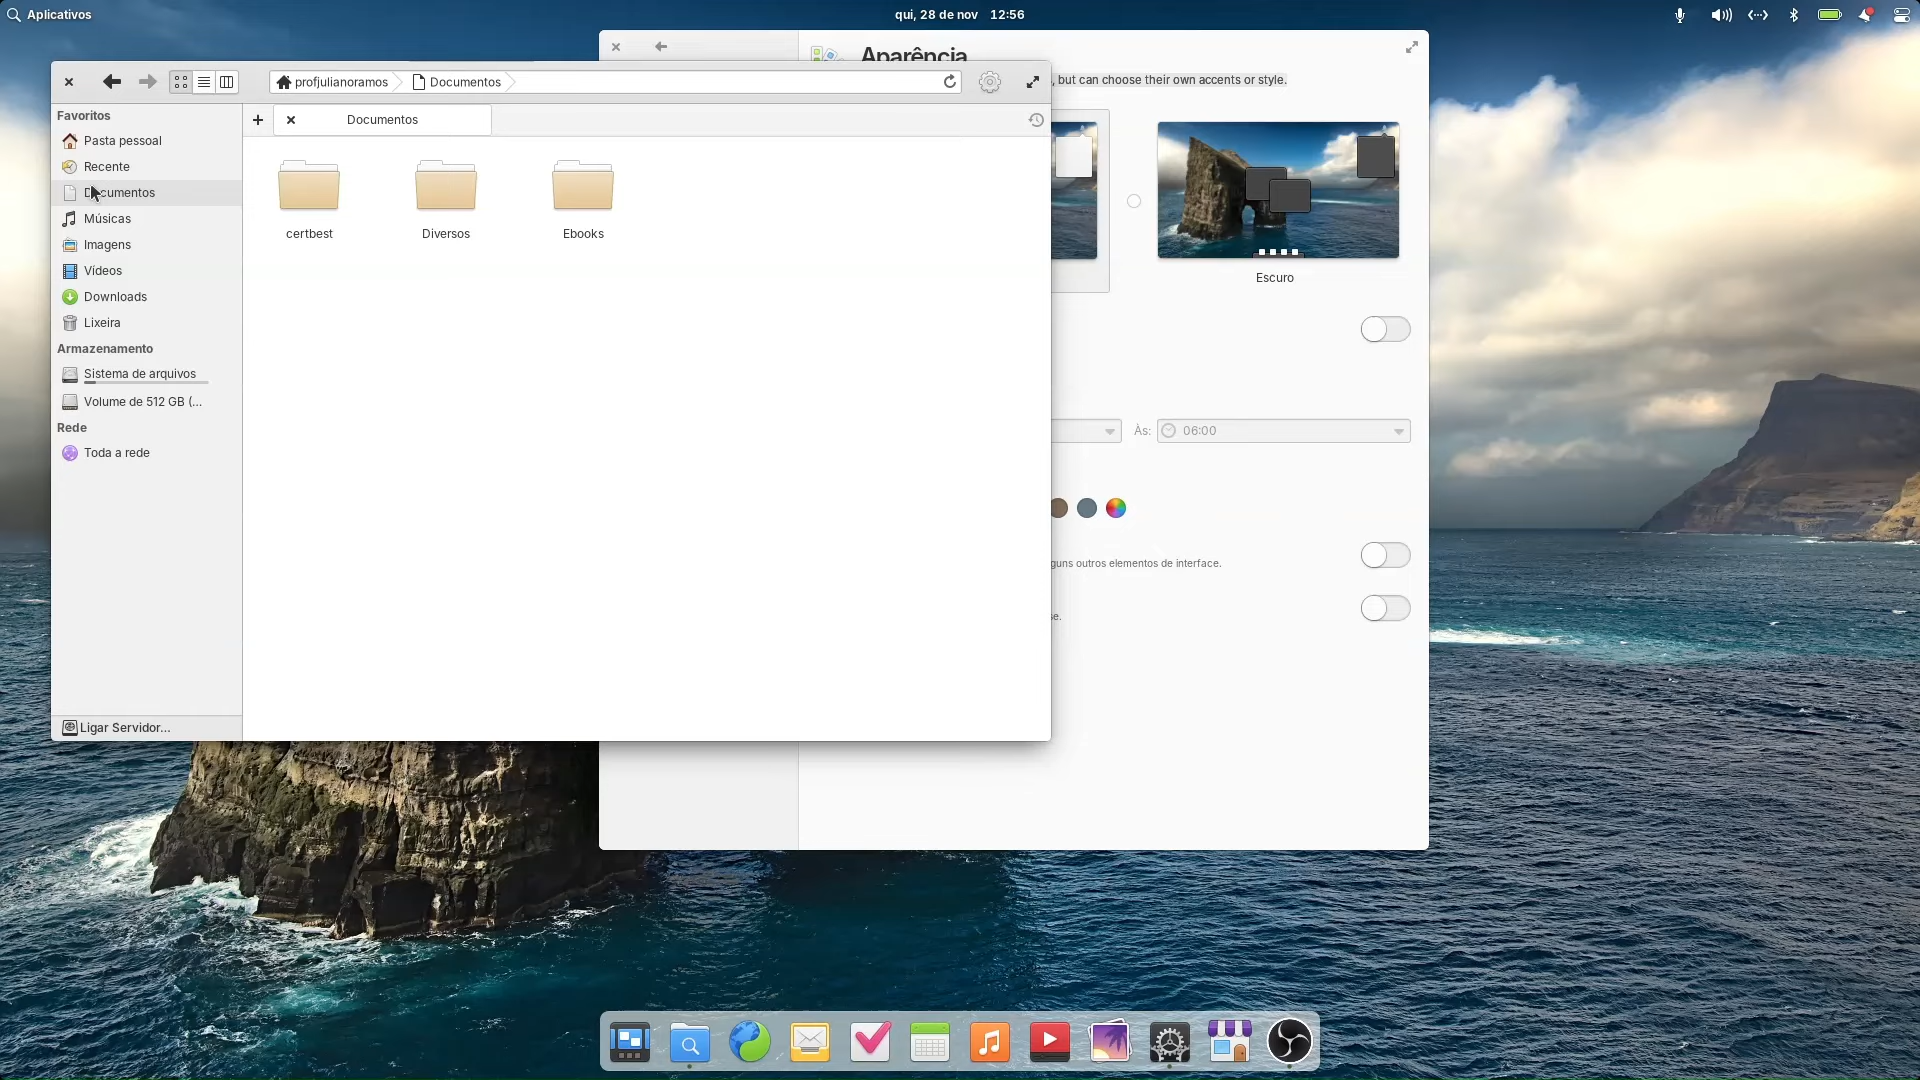 Aplicativos
qui, 28 de nov 12:56
Aparência
, but can choose their own accents or style.
profjulianoramos
Documentos
Favoritos
Documentos
Pasta pessoal
Recente
Documentos
Músicas
Imagens
Vídeos
Downloads
Lixeira
Armazenamento
Sistema de arquivos
Volume de 512 GB (...
Rede
Toda a rede
Ligar Servidor...
certbest
Diversos
Ebooks
Escuro
Às:
06:00
guns outros elementos de interface.
se.